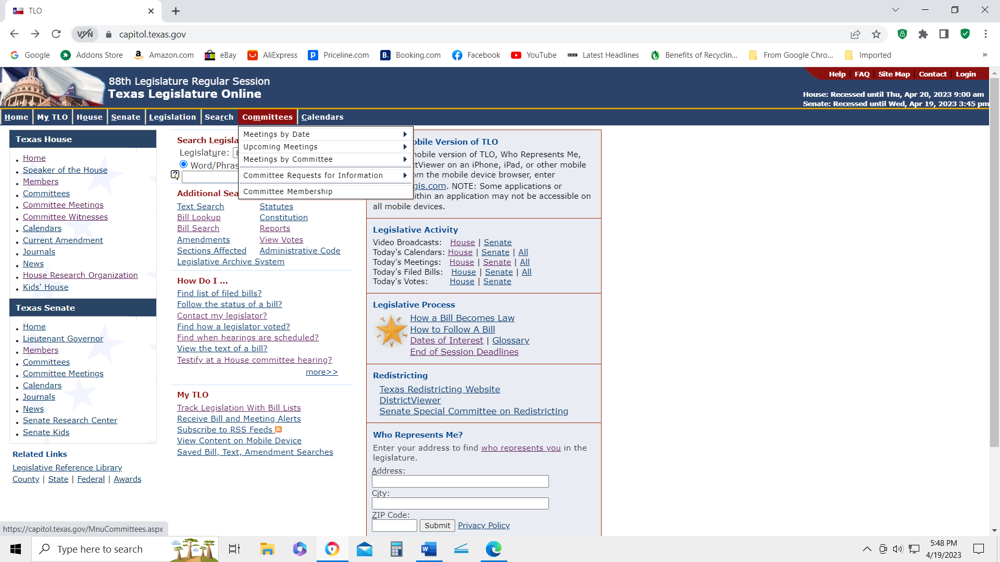 TLO
VPN
capitol.texas.gov
Google
Addons Store
Amazon.com
eBay
AliExpress
Priceline.com
Booking.com
Facebook
YouTube
BBC
Latest Headlines
Benefits of Recyclin...
From Google Chro...
Imported
»
88th Legislature Regular Session
Texas Legislature Online
Help | FAQ | Site Map | Contact | Login
House: Recessed until Thu, Apr 20, 2023 9:00 am
Senate: Recessed until Wed, Apr 19, 2023 3:45 pm
Home
My TLO
House
Senate
Legislation
Search
Committees
Calendars
Texas House
Home
Speaker of the House
Members
Committees
Committee Meetings
Committee Witnesses
Calendars
Current Amendment
Journals
News
House Research Organization
Kids' House
Texas Senate
Home
Lieutenant Governor
Members
Committees
Committee Meetings
Calendars
Journals
News
Senate Research Center
Senate Kids
Related Links
Legislative Reference Library
County | State | Federal | Awards
Search Legisla
Legislature:
Word/Phras
?
Meetings by Date
Upcoming Meetings
Meetings by Committee
Committee Requests for Information
Committee Membership
Additional Sea
Text Search
Statutes
Bill Lookup
Constitution
Bill Search
Reports
Amendments
View Votes
Sections Affected
Administrative Code
Legislative Archive System
How Do I ...
Find list of filed bills?
Follow the status of a bill?
Contact my legislator?
Find how a legislator voted?
Find when hearings are scheduled?
View the text of a bill?
Testify at a House committee hearing?
more>>
My TLO
Track Legislation With Bill Lists
Receive Bill and Meeting Alerts
Subscribe to RSS Feeds
View Content on Mobile Device
Saved Bill, Text, Amendment Searches
obile Version of TLO
obile version of TLO, Who Represents Me,
ctViewer on an iPhone, iPad, or other mobile
om the mobile device browser, enter
gis.com. NOTE: Some applications or
ithin an application may not be accessible on
all mobile devices.
Legislative Activity
Video Broadcasts: House | Senate
Today's Calendars: House | Senate | All
Today's Meetings: House | Senate | All
Today's Filed Bills: House | Senate | All
Today's Votes: House | Senate
Legislative Process
TEXAS
How a Bill Becomes Law
How to Follow A Bill
Dates of Interest | Glossary
End of Session Deadlines
Redistricting
Texas Redistricting Website
DistrictViewer
Senate Special Committee on Redistricting
Who Represents Me?
Enter your address to find who represents you in the
legislature.
Address:
City:
ZIP Code:
Submit
Privacy Policy
https://capitol.texas.gov/MnuCommittees.aspx
Type here to search
5:48 PM
4/19/2023